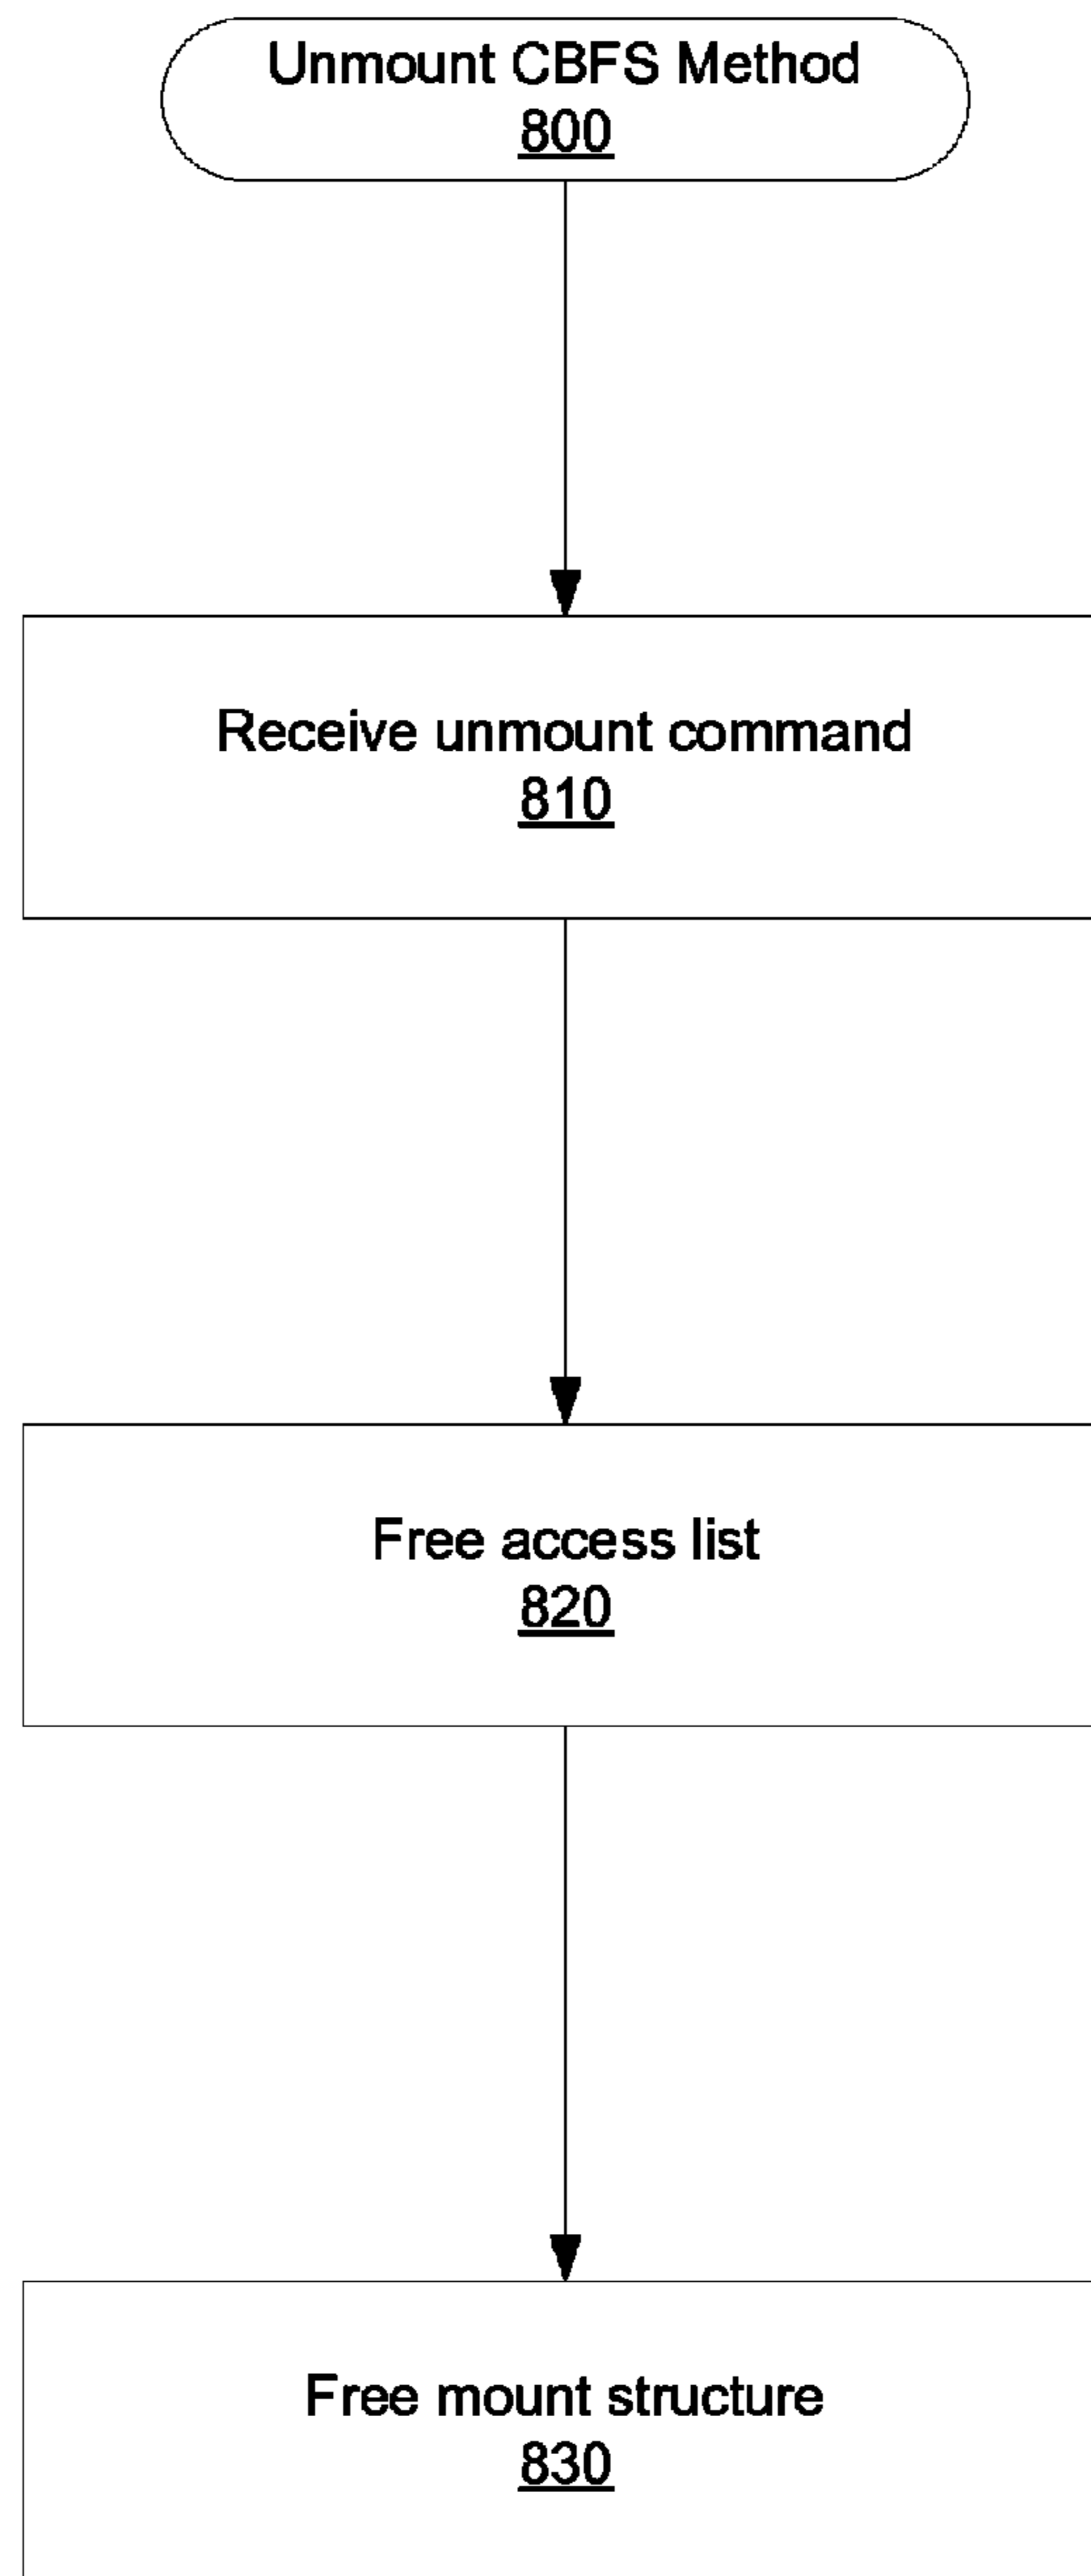 Unmount CBFS Method
800
Receive unmount command
810
Free access list
820
Free mount structure
830